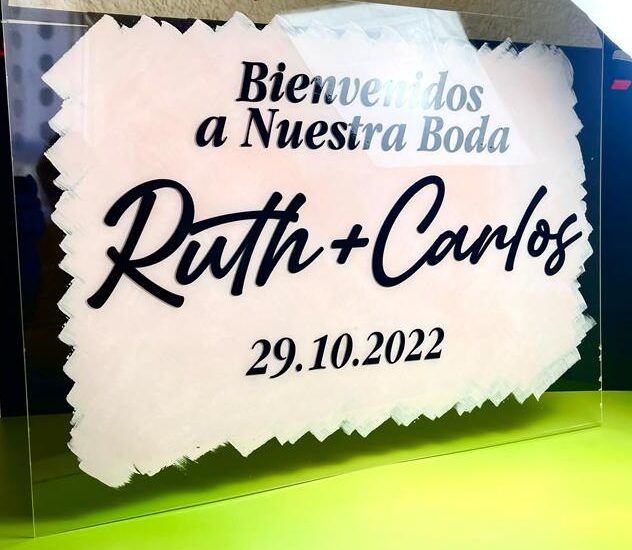 Bienvenidos
a Nuestra Boda
Ruth + Carlos
29.10.2022